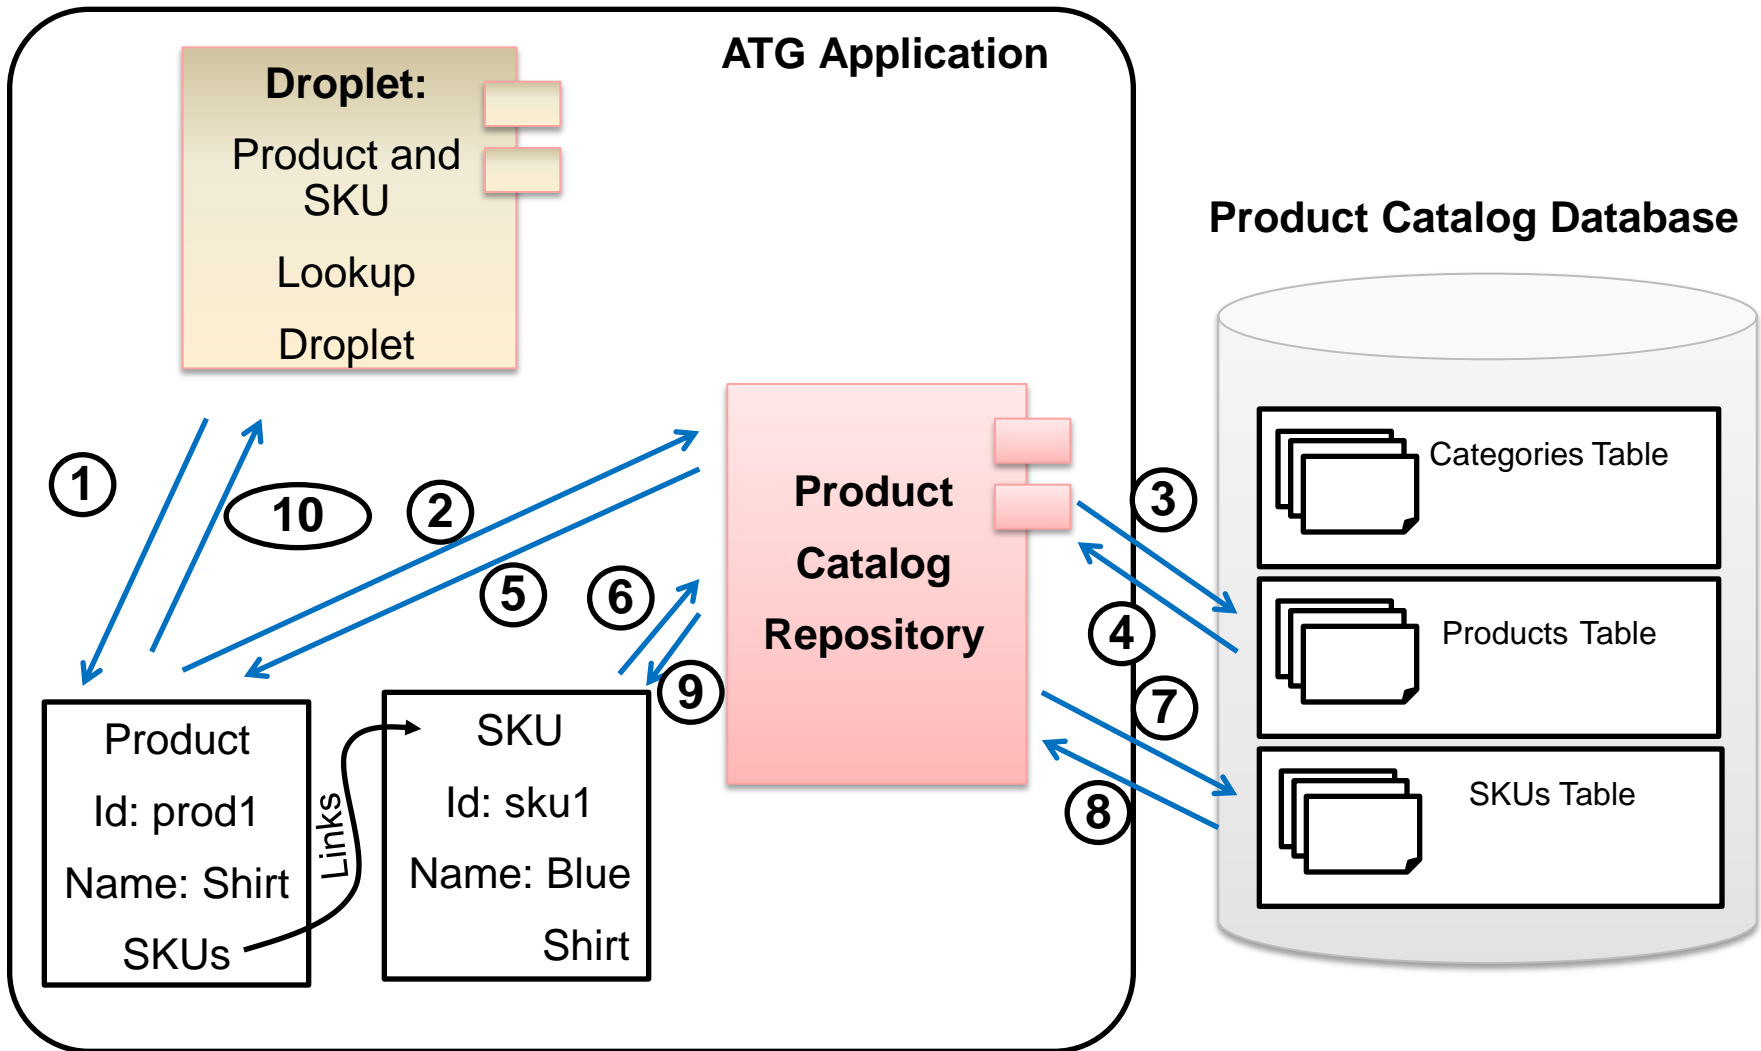 ATG Application
Droplet:
Product and
SKU
Lookup
Droplet
Product Catalog Database
1
10
2
5
6
9
3
4
7
8
Product
Catalog
Repository
Categories Table
Products Table
SKUs Table
Product
Id: prod1
Name: Shirt
SKUs
Links
SKU
Id: sku1
Name: Blue
Shirt